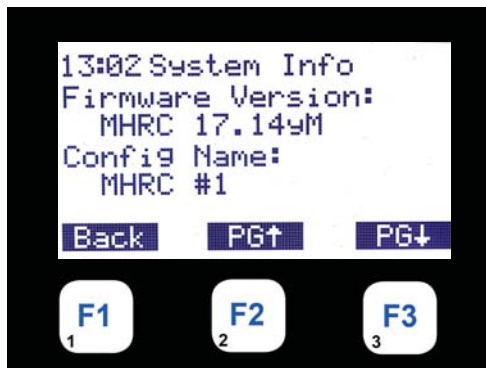 13:02 System Info
Firmware Version:
MHRC 17.14yM
Config Name:
MHRC #1
Back PG↑ PG↓
F1 F2 F3
1 2 3